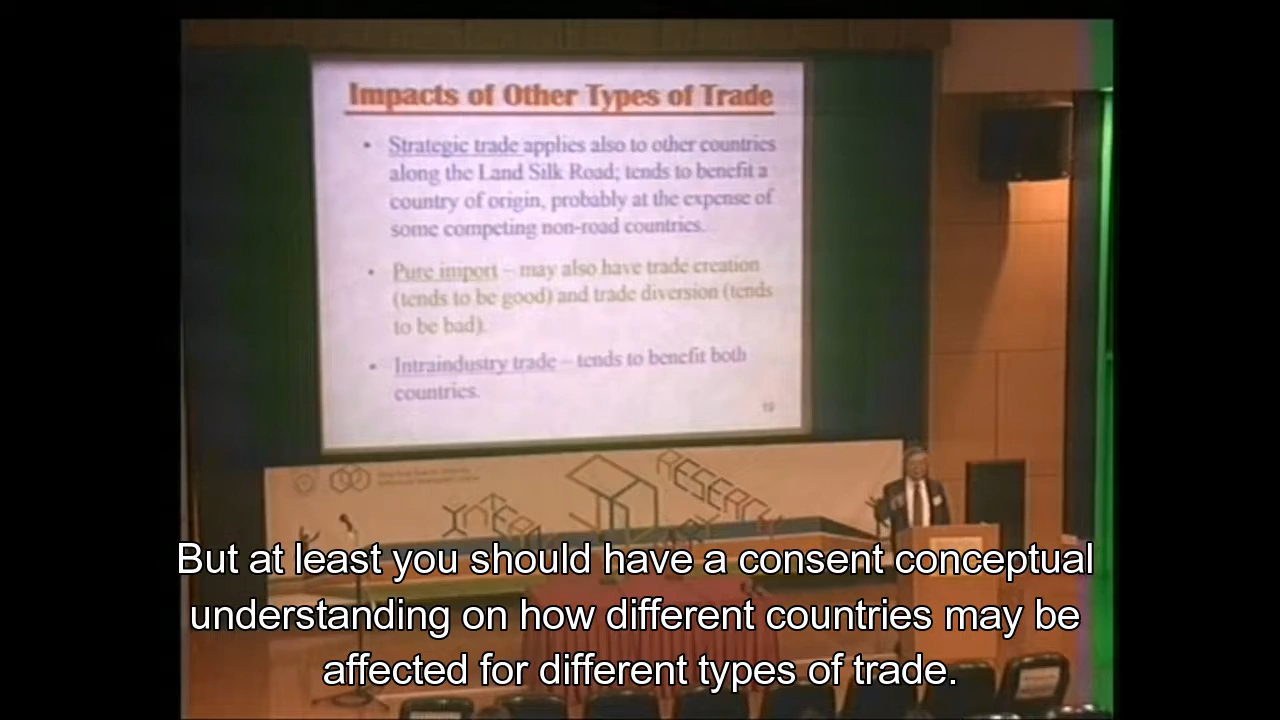 Impacts of Other Types of Trade
• Strategic trade applies also to other countries
along the Land Silk Road; tends to benefit a
country of origin, probably at the expense of
some competing non-road countries.
• Pure import – may also have trade creation
(tends to be good) and trade diversion (tends
to be bad).
• Intraindustry trade – tends to benefit both
countries.
19
RESERCH
INTERN
But at least you should have a consent conceptual
understanding on how different countries may be
affected for different types of trade.